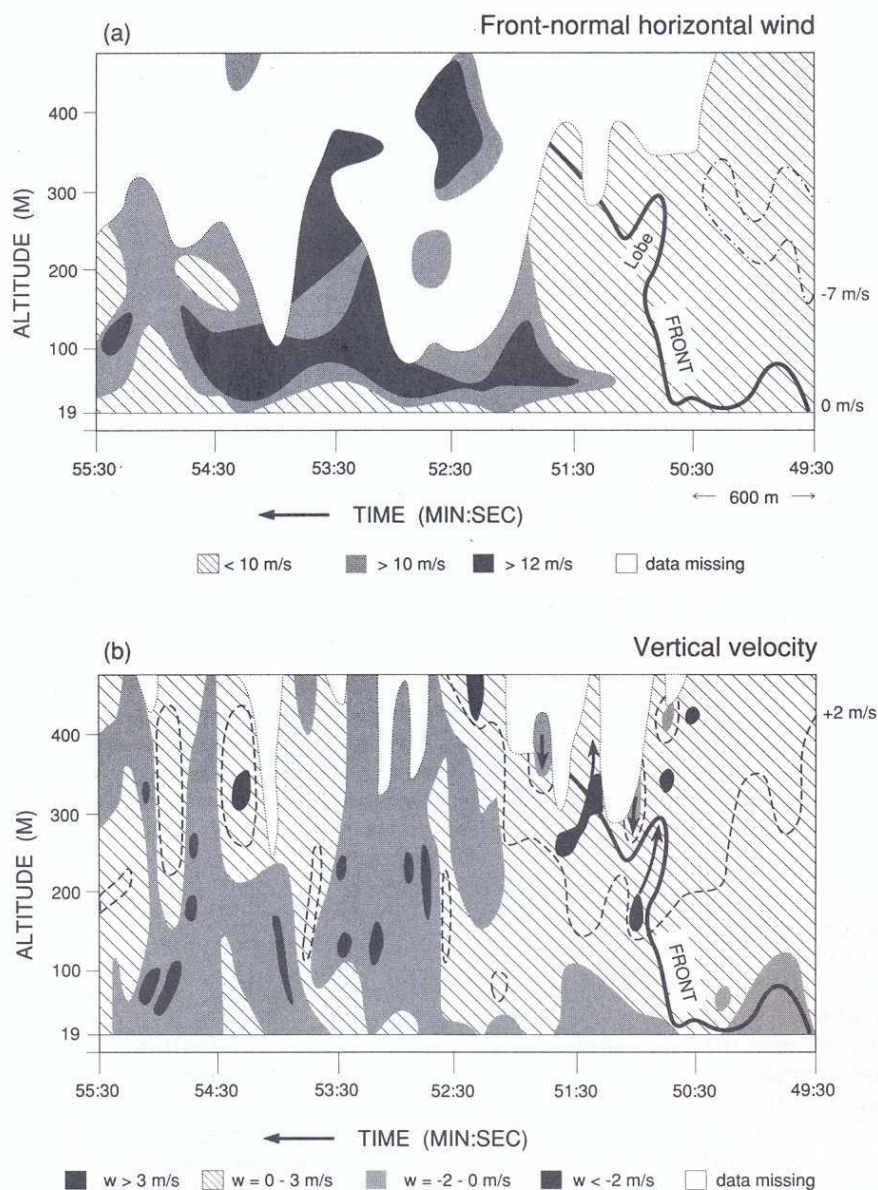 (a) Front-normal horizontal wind
ALTITUDE (M)
400
300
200
100
19
Lobe
FRONT
-7 m/s
0 m/s
55:30 54:30 53:30 52:30 51:30 50:30 49:30
← TIME (MIN:SEC)
← 600 m →
< 10 m/s > 10 m/s > 12 m/s data missing
(b) Vertical velocity
ALTITUDE (M)
400
300
200
100
19
FRONT
+2 m/s
55:30 54:30 53:30 52:30 51:30 50:30 49:30
← TIME (MIN:SEC)
w > 3 m/s w = 0 - 3 m/s w = -2 - 0 m/s w < -2 m/s data missing